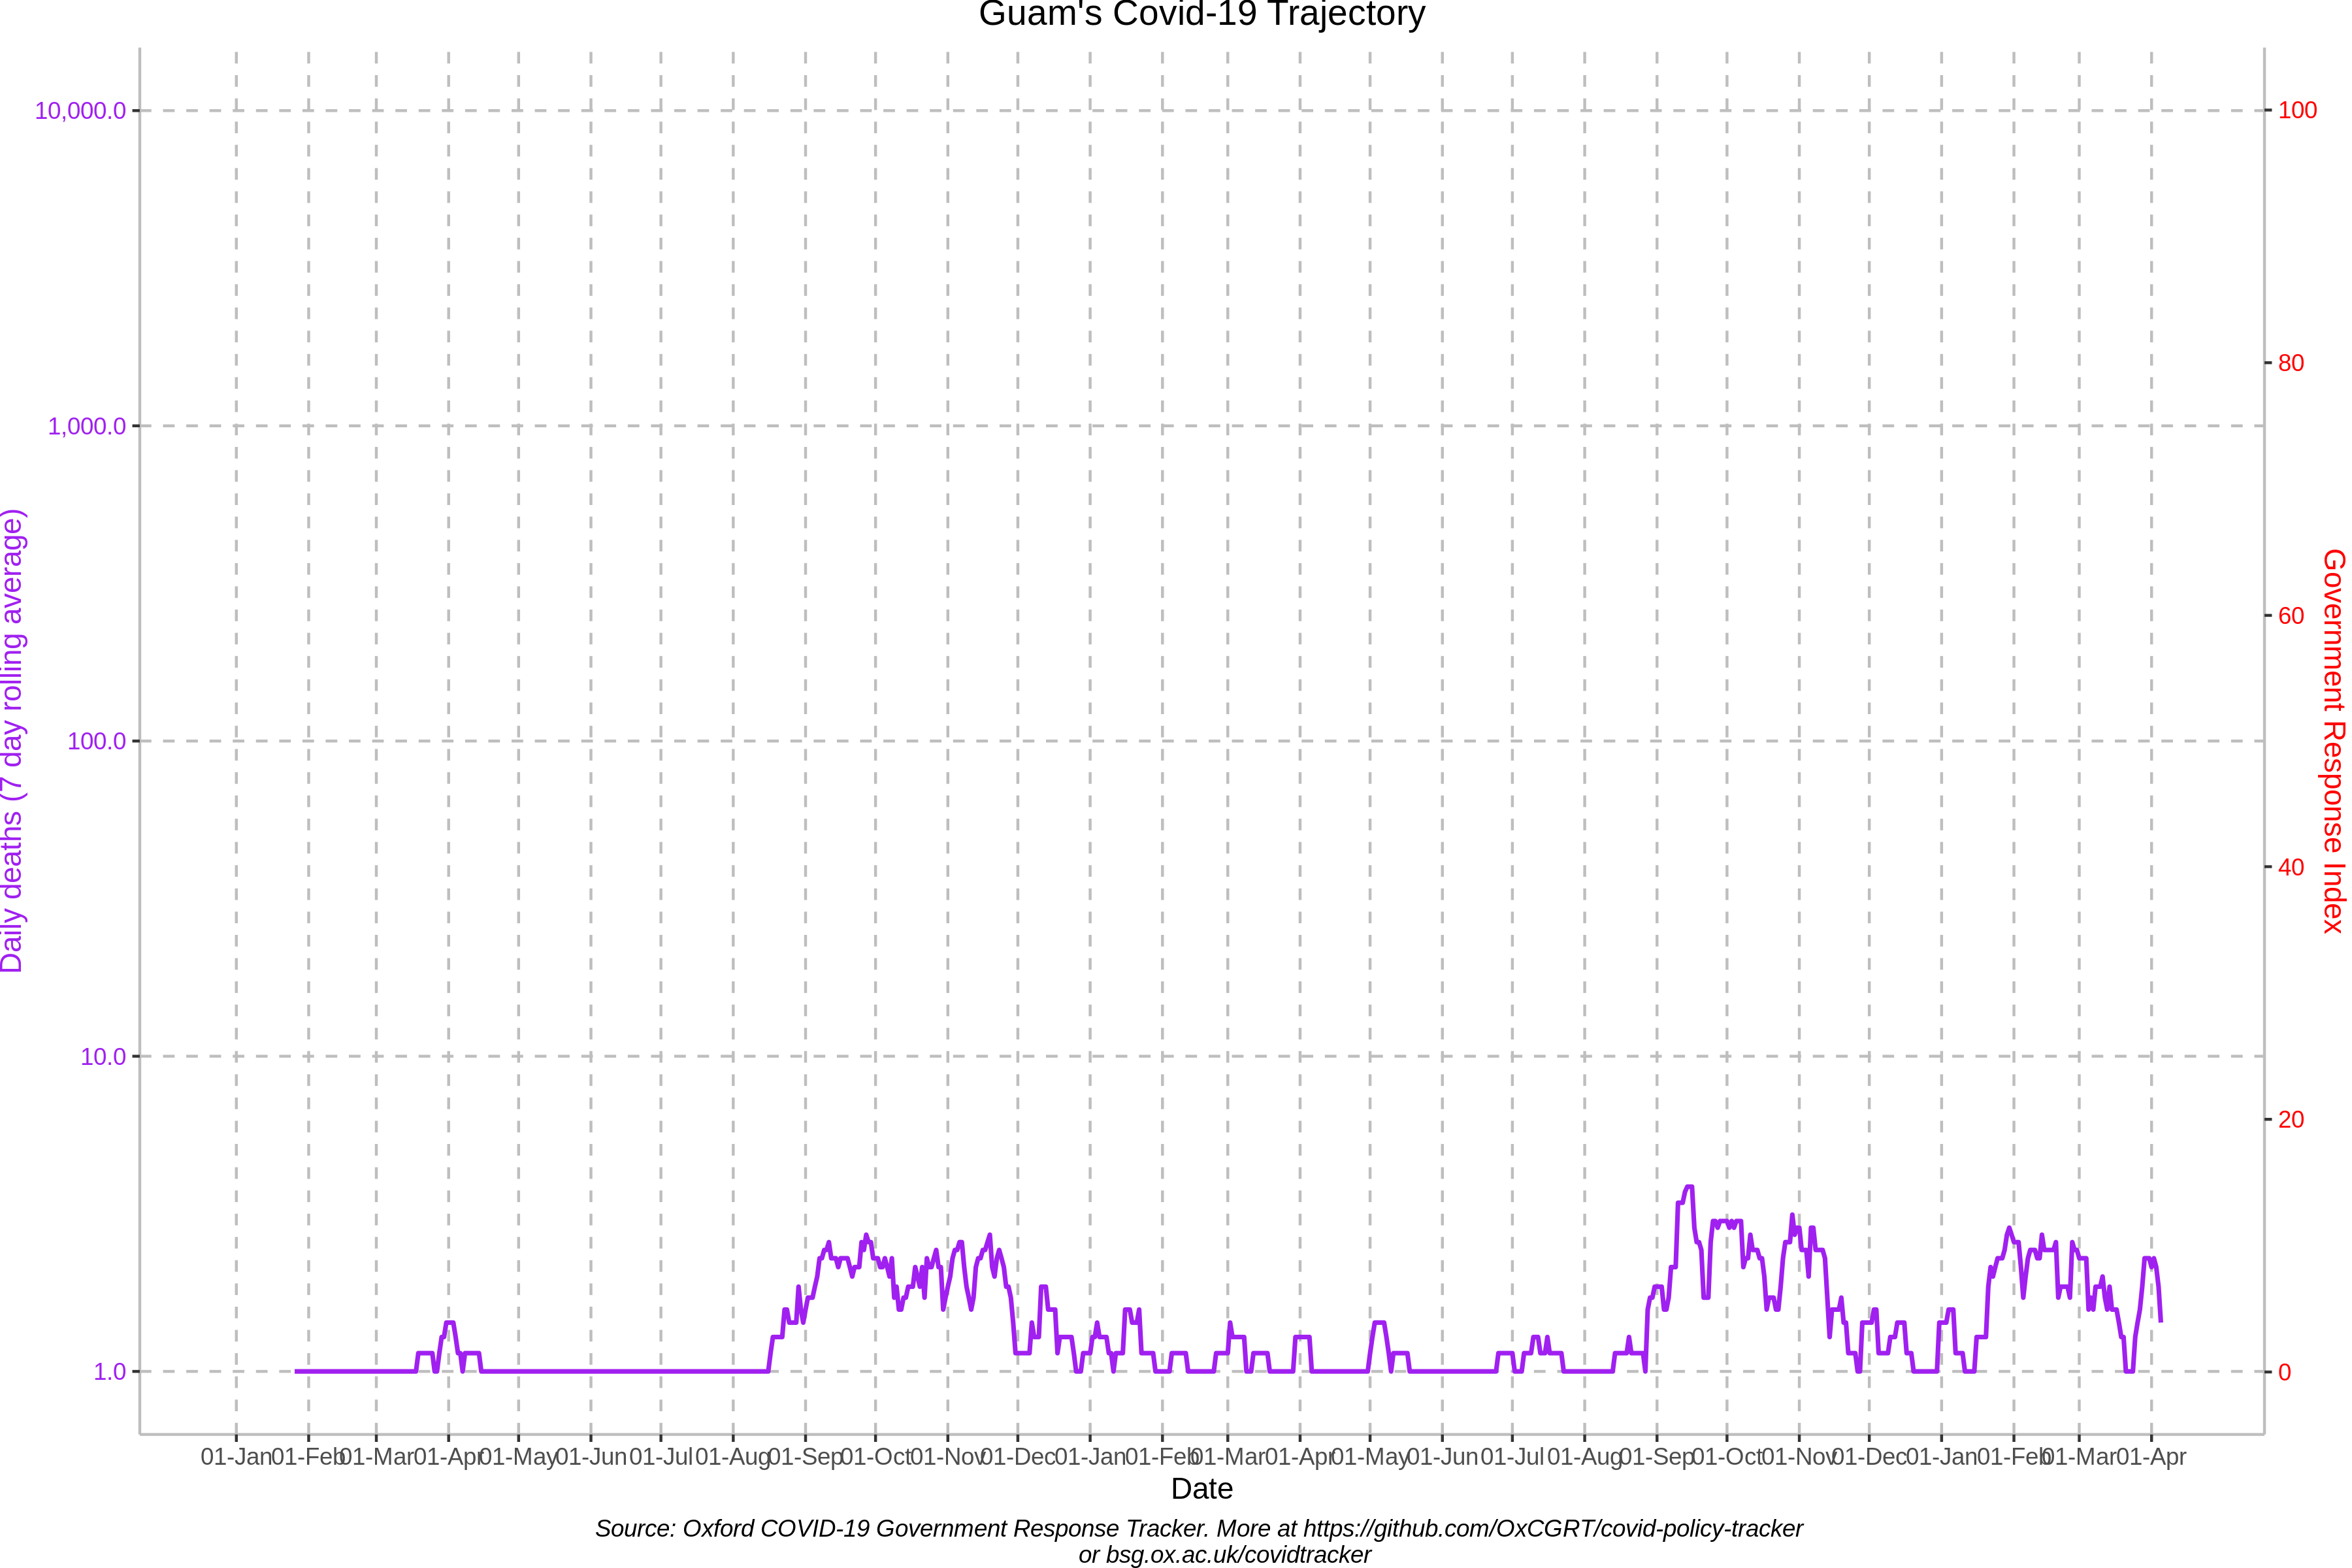 Guam's Covid-19 Trajectory
10,000.0
1,000.0
100.0
10.0
1.0
Daily deaths (7 day rolling average)
100
80
60
40
20
0
Government Response Index
01-Jan 01-Feb 01-Mar 01-Apr 01-May 01-Jun 01-Jul 01-Aug 01-Sep 01-Oct 01-Nov 01-Dec 01-Jan 01-Feb 01-Mar 01-Apr 01-May 01-Jun 01-Jul 01-Aug 01-Sep 01-Oct 01-Nov 01-Dec 01-Jan 01-Feb 01-Mar 01-Apr
Date
Source: Oxford COVID-19 Government Response Tracker. More at https://github.com/OxCGRT/covid-policy-tracker
or bsg.ox.ac.uk/covidtracker